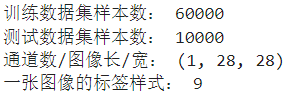 训练数据集样本数： 60000
测试数据集样本数： 10000
通道数/图像长/宽： (1, 28, 28)
一张图像的标签样式： 9